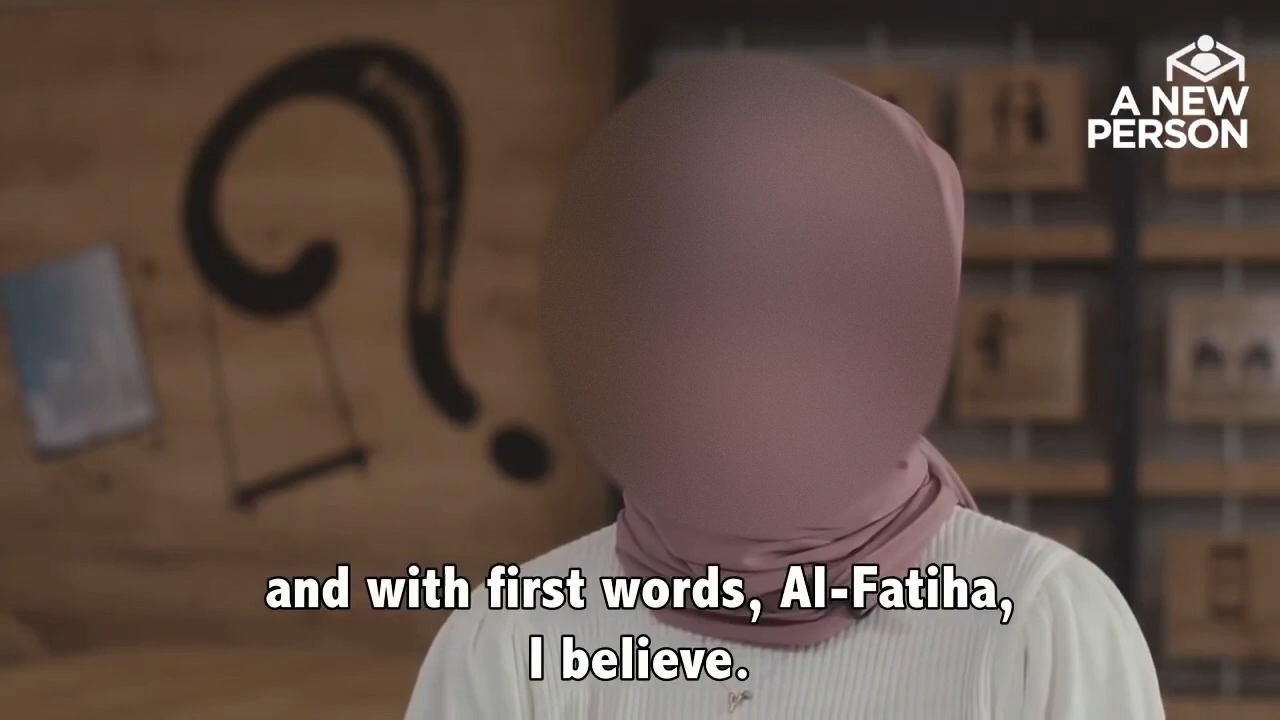 A NEW
PERSON
and with first words, Al-Fatiha,
I believe.